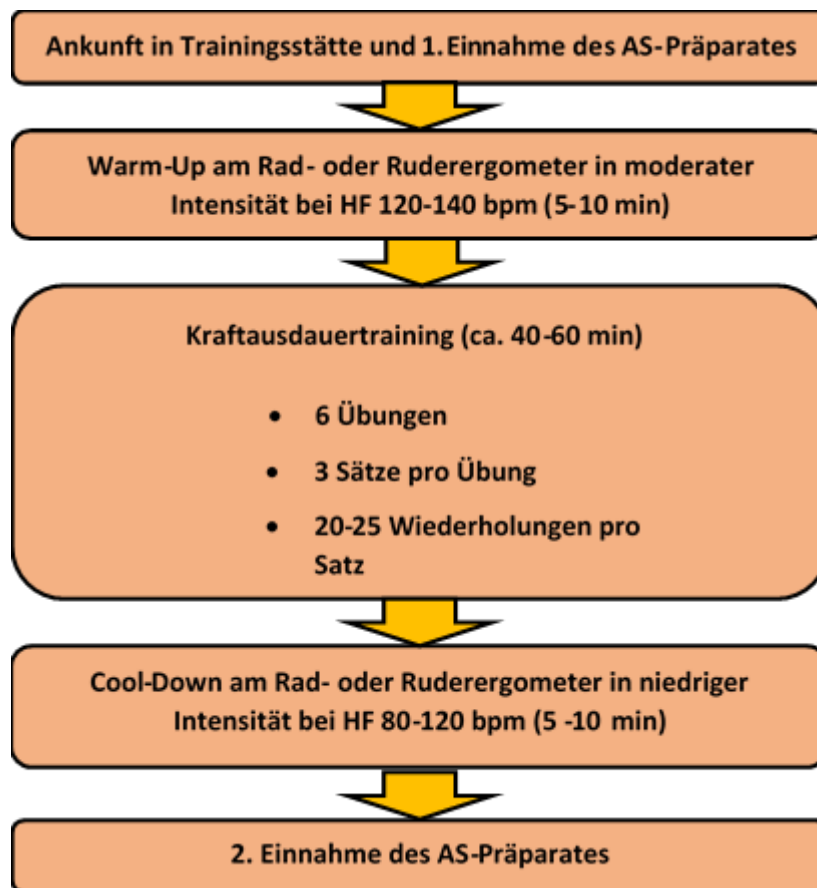 Ankunft in Trainingsstätte und 1.Einnahme des AS-Präparates
Warm-Up am Rad- oder Ruderergometer in moderater
Intensität bei HF 120-140 bpm (5-10 min)
Kraftausdauertraining (ca. 40-60 min)
• 6 Übungen
• 3 Sätze pro Übung
• 20-25 Wiederholungen pro
Satz
Cool-Down am Rad- oder Ruderergometer in niedriger
Intensität bei HF 80-120 bpm (5 -10 min)
2. Einnahme des AS-Präparates